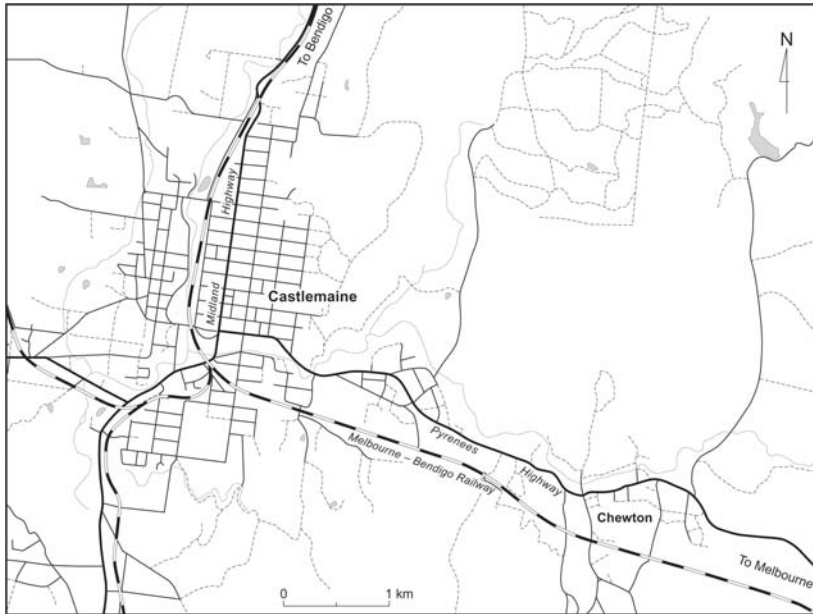 To Bendigo
N
Highway
Midland
Castlemaine
Pyrenees
Highway
Melbourne – Bendigo Railway
Chewton
To Melbourne
0
1 km